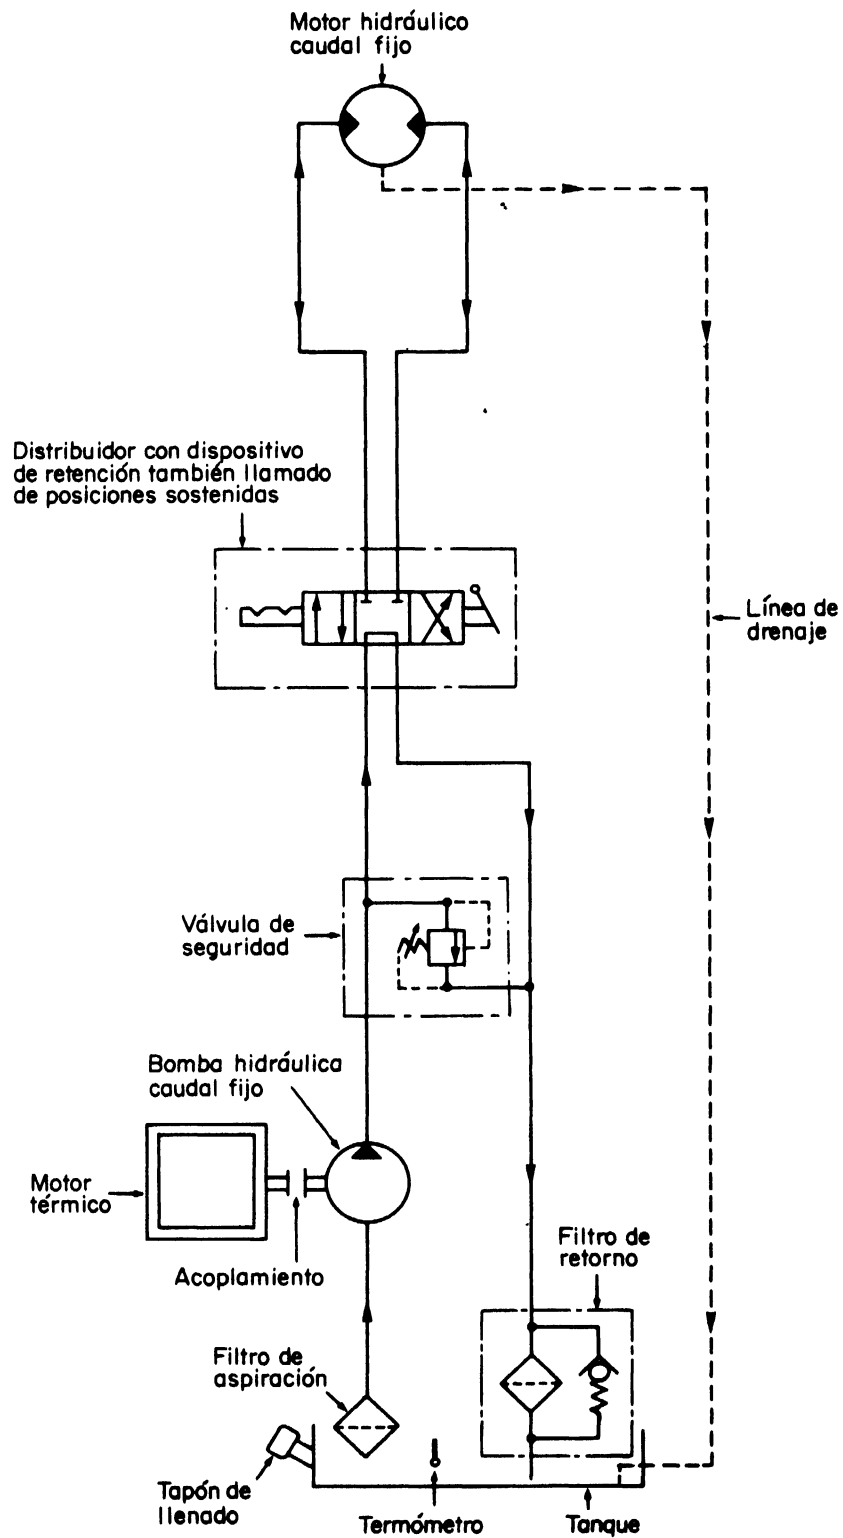 Motor hidráulico
caudal fijo
Distribuidor con dispositivo
de retención también llamado
de posiciones sostenidas
Línea de
drenaje
Válvula de
seguridad
Bomba hidráulica
caudal fijo
Motor
térmico
Acoplamiento
Filtro de
retorno
Filtro de
aspiración
Tapón de
llenado
Termómetro
Tanque